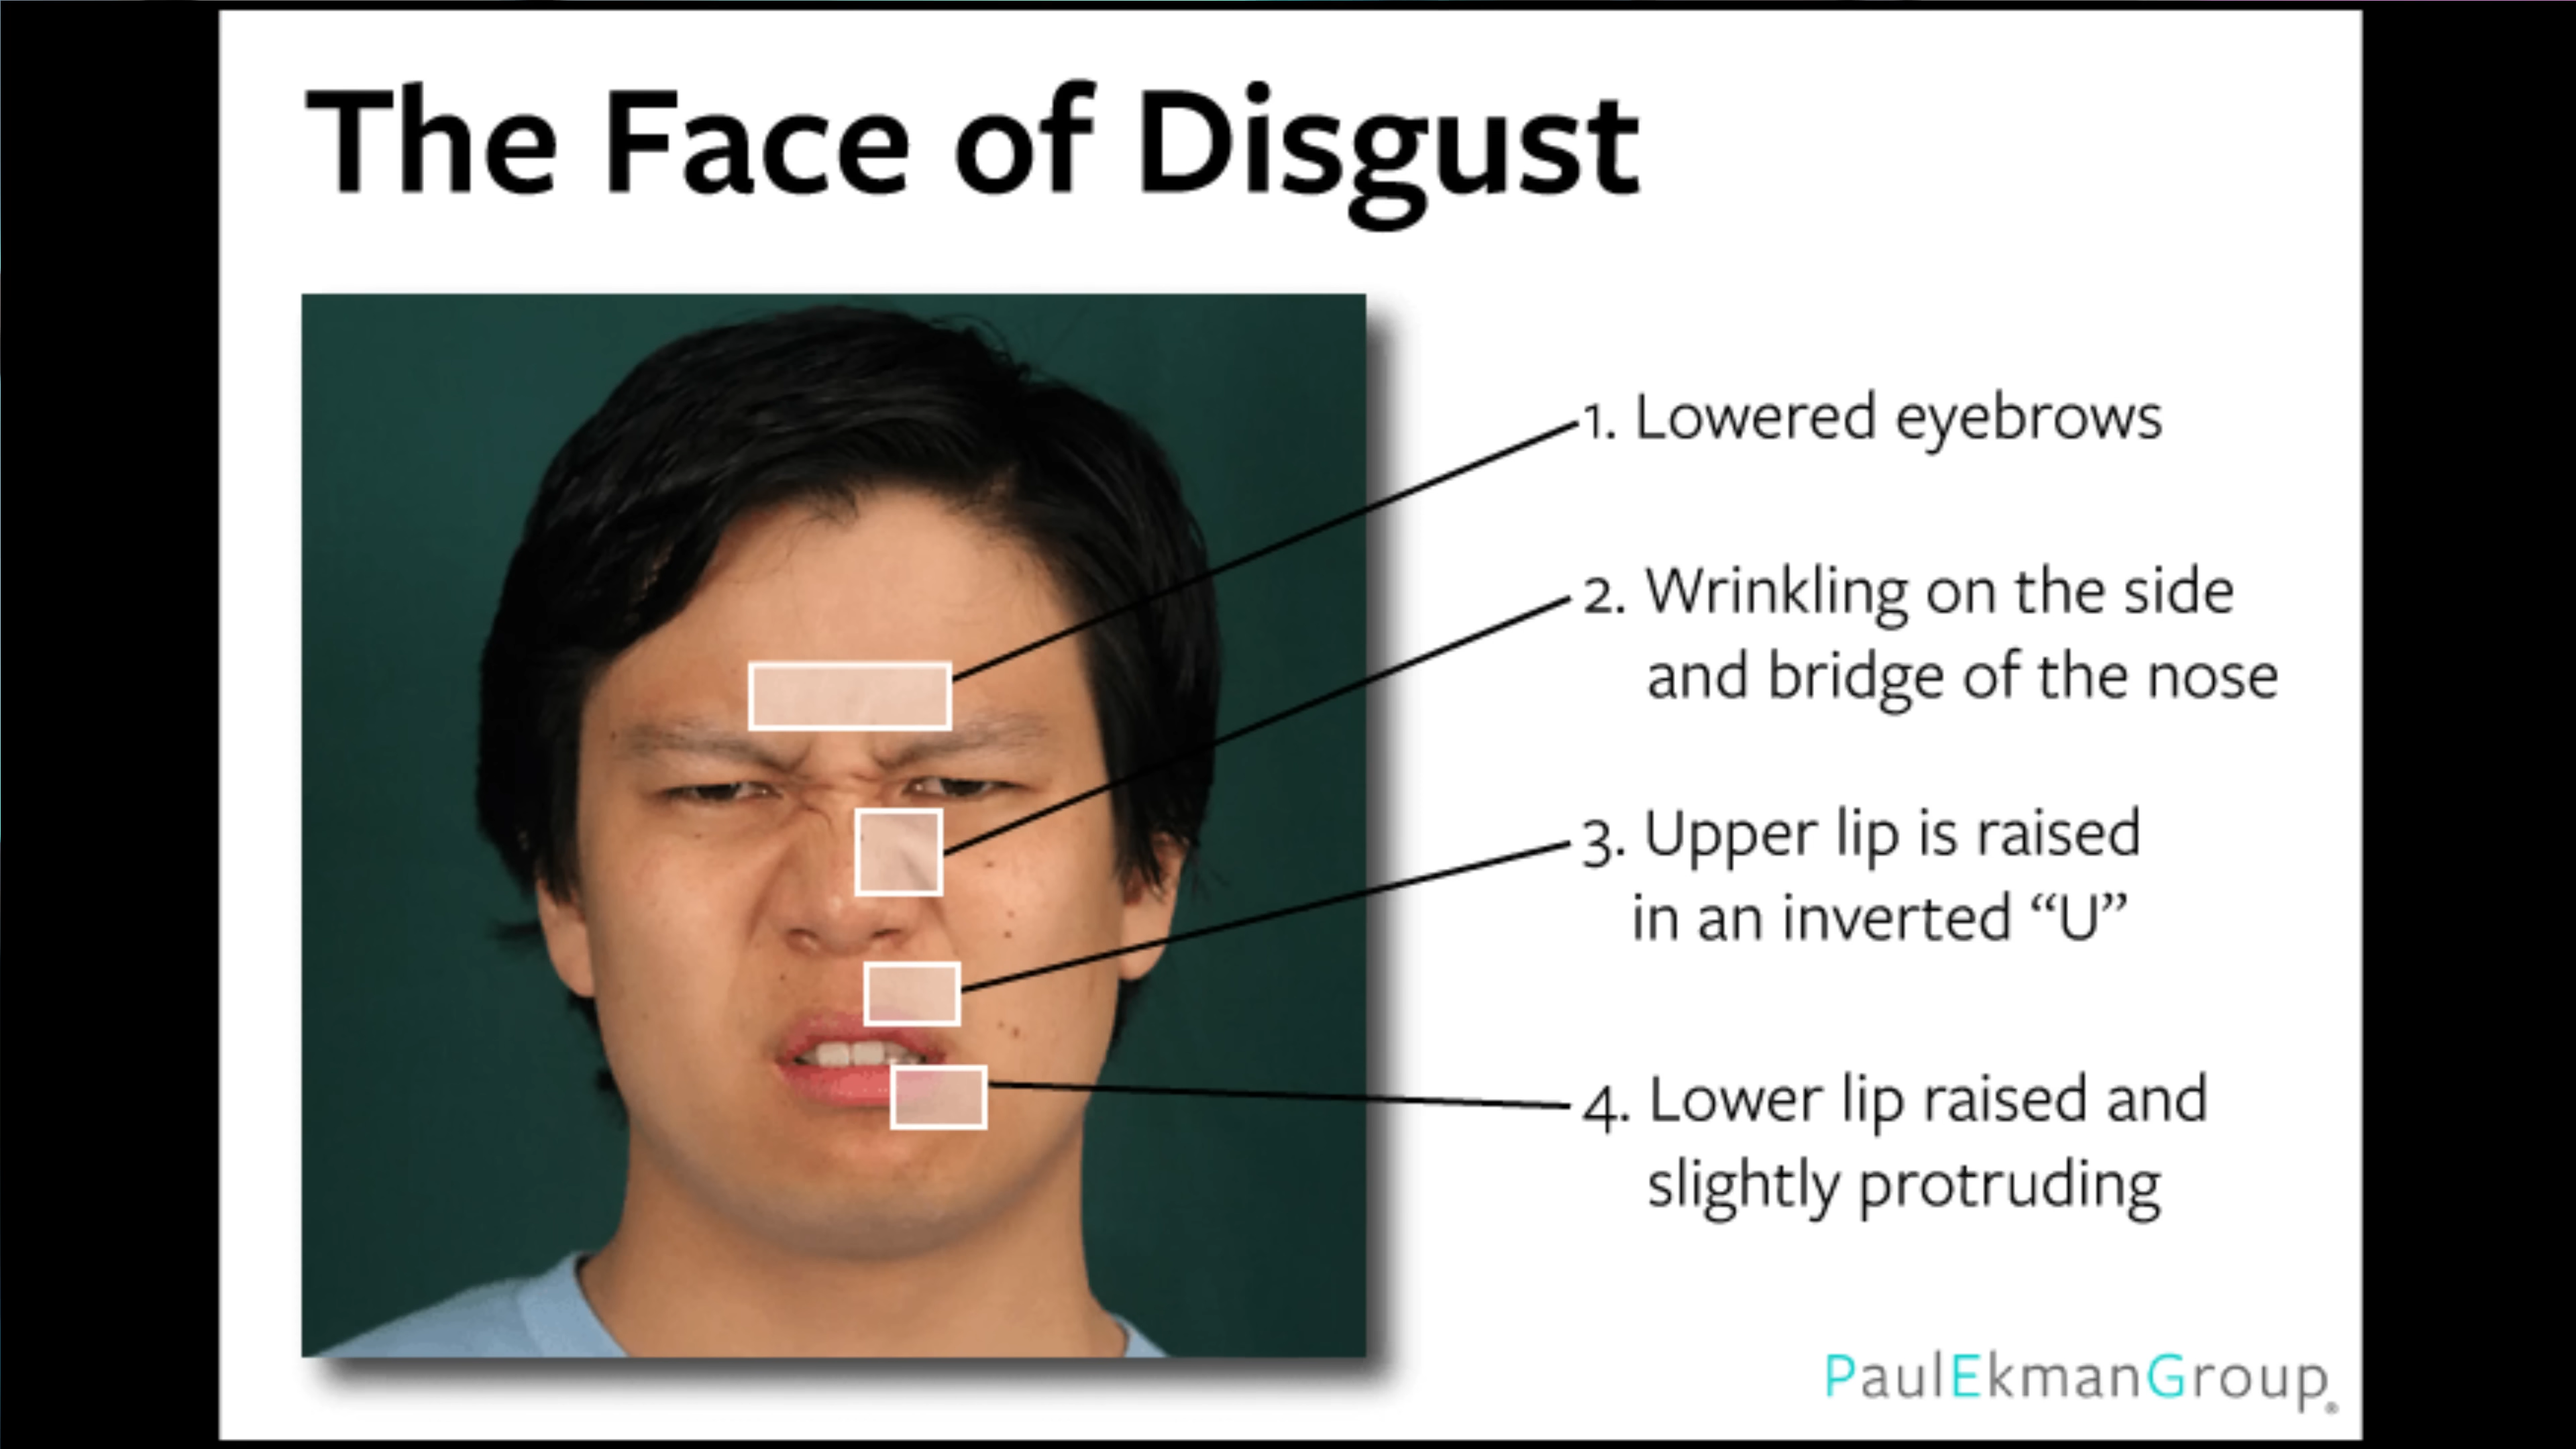 The Face of Disgust
1. Lowered eyebrows
2. Wrinkling on the side
and bridge of the nose
3. Upper lip is raised
in an inverted “U”
4. Lower lip raised and
slightly protruding
PaulEkmanGroup®